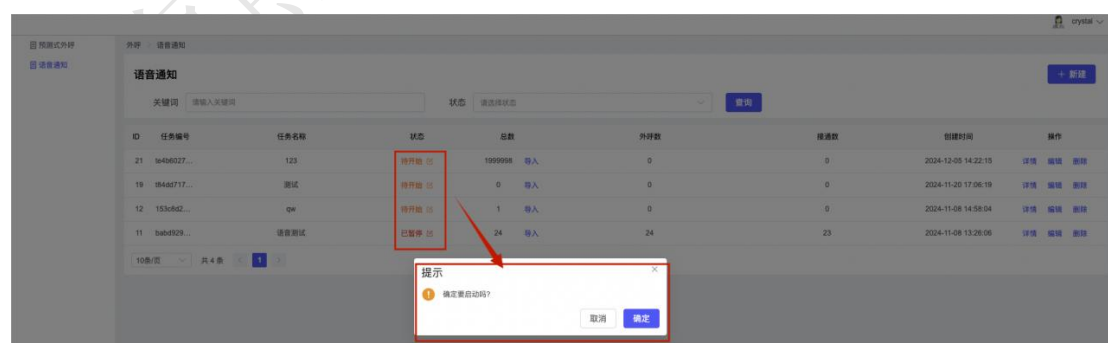 crystal
预测式外呼
语音通知
外呼 语音通知
语音通知
+ 新建
关键词 请输入关键词 状态 请选择状态 查询
ID 任务编号 任务名称 状态 总数 外呼数 接通数 创建时间 操作
21 te4b6027... 123 待开始 1999998 导入 0 0 2024-12-05 14:22:15 详情 编辑 删除
19 t84dd717... 测试 待开始 0 导入 0 0 2024-11-20 17:06:19 详情 编辑 删除
12 153c8d2... qw 待开始 1 导入 0 0 2024-11-08 14:58:04 详情 编辑 删除
11 babd929... 语音测试 已暂停 24 导入 24 23 2024-11-08 13:26:06 详情 编辑 删除
10条/页 共 4 条 1
提示
确定要启动吗?
取消 确定